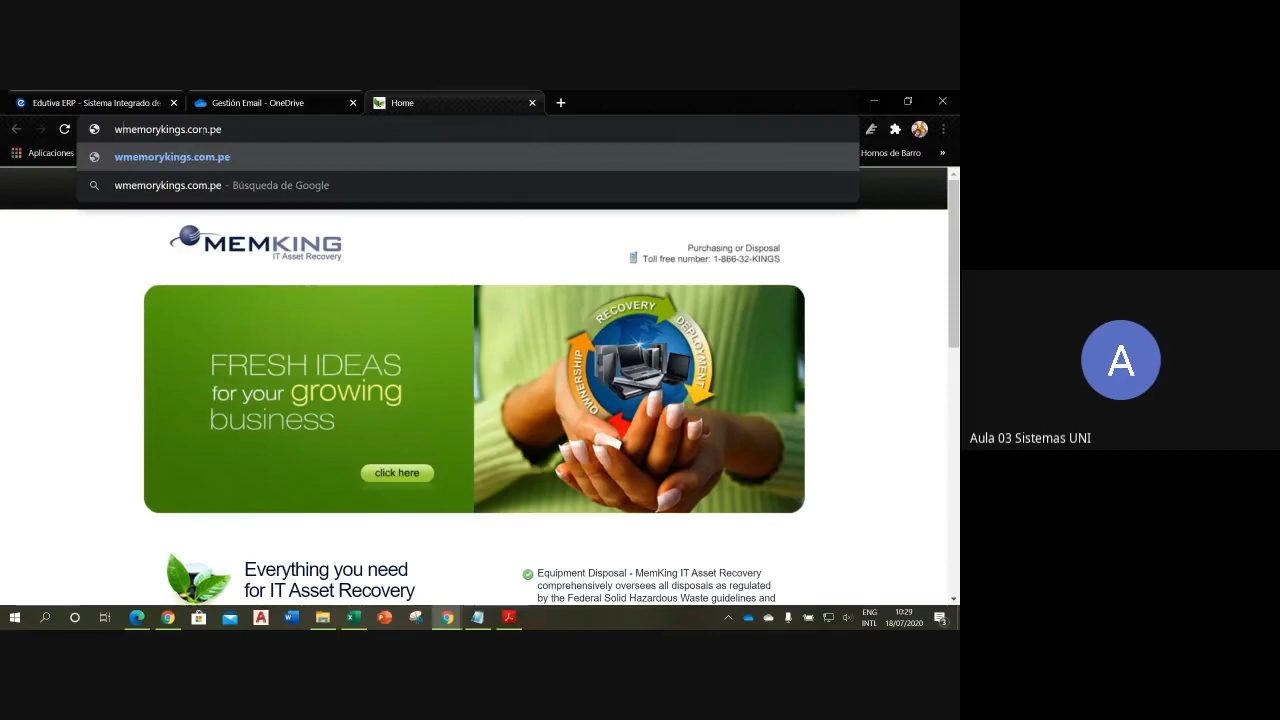 Edutiva ERP - Sistema Integrado de
Gestión Email - OneDrive
Home
wmemorykings.com.pe
Aplicaciones
Hornos de Barro
»
wmemorykings.com.pe
wmemorykings.com.pe - Búsqueda de Google
MEMKING
IT Asset Recovery
Purchasing or Disposal
Toll free number: 1-866-32-KINGS
FRESH IDEAS
for your growing
business
click here
RECOVERY
DEPLOYMENT
OWNERSHIP
Everything you need
for IT Asset Recovery
Equipment Disposal - MemKing IT Asset Recovery
comprehensively oversees all disposals as regulated
by the Federal Solid Hazardous Waste guidelines and
ENG
INTL
10:29
18/07/2020
3
A
Aula 03 Sistemas UNI